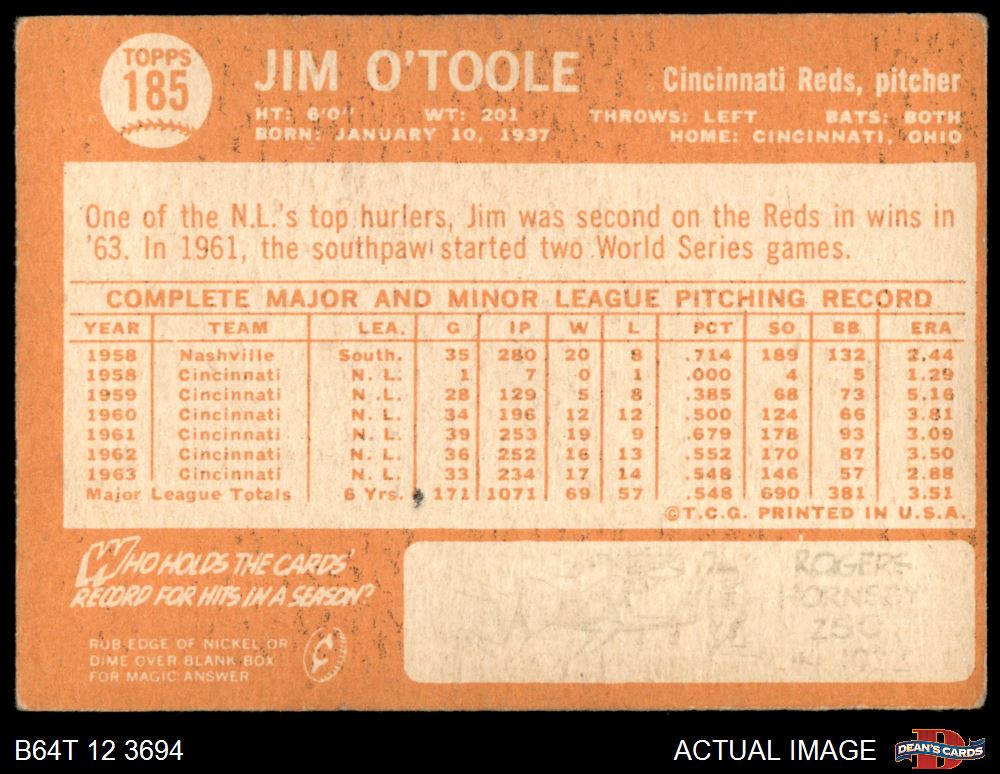 TOPPS
185
JIM O'TOOLE
Cincinnati Reds, pitcher
HT: 6'0" WT: 201 THROWS: LEFT BATS: BOTH
BORN: JANUARY 10, 1937 HOME: CINCINNATI, OHIO
One of the N.L.'s top hurlers, Jim was second on the Reds in wins in
'63. In 1961, the southpaw started two World Series games.
COMPLETE MAJOR AND MINOR LEAGUE PITCHING RECORD
YEAR TEAM LEA. G IP W L PCT SO BB ERA
1958 Nashville South. 35 280 20 8 .714 189 132 2.44
1958 Cincinnati N. L. 1 7 0 1 .000 4 5 1.29
1959 Cincinnati N. L. 28 129 5 8 .385 68 73 5.16
1960 Cincinnati N. L. 34 196 12 12 .500 124 66 3.81
1961 Cincinnati N. L. 39 253 19 9 .679 178 93 3.09
1962 Cincinnati N. L. 36 252 16 13 .552 170 87 3.50
1963 Cincinnati N. L. 33 234 17 14 .548 146 57 2.88
Major League Totals 6 Yrs. 171 1071 69 57 .548 690 381 3.51
©T.C.G. PRINTED IN U.S.A.
WHO HOLDS THE CARDS'
RECORD FOR HITS IN A SEASON?
RUB EDGE OF NICKEL OR
DIME OVER BLANK BOX
FOR MAGIC ANSWER
ROGERS
HORNSBY
250
B64T 12 3694
ACTUAL IMAGE
DEAN'S CARDS